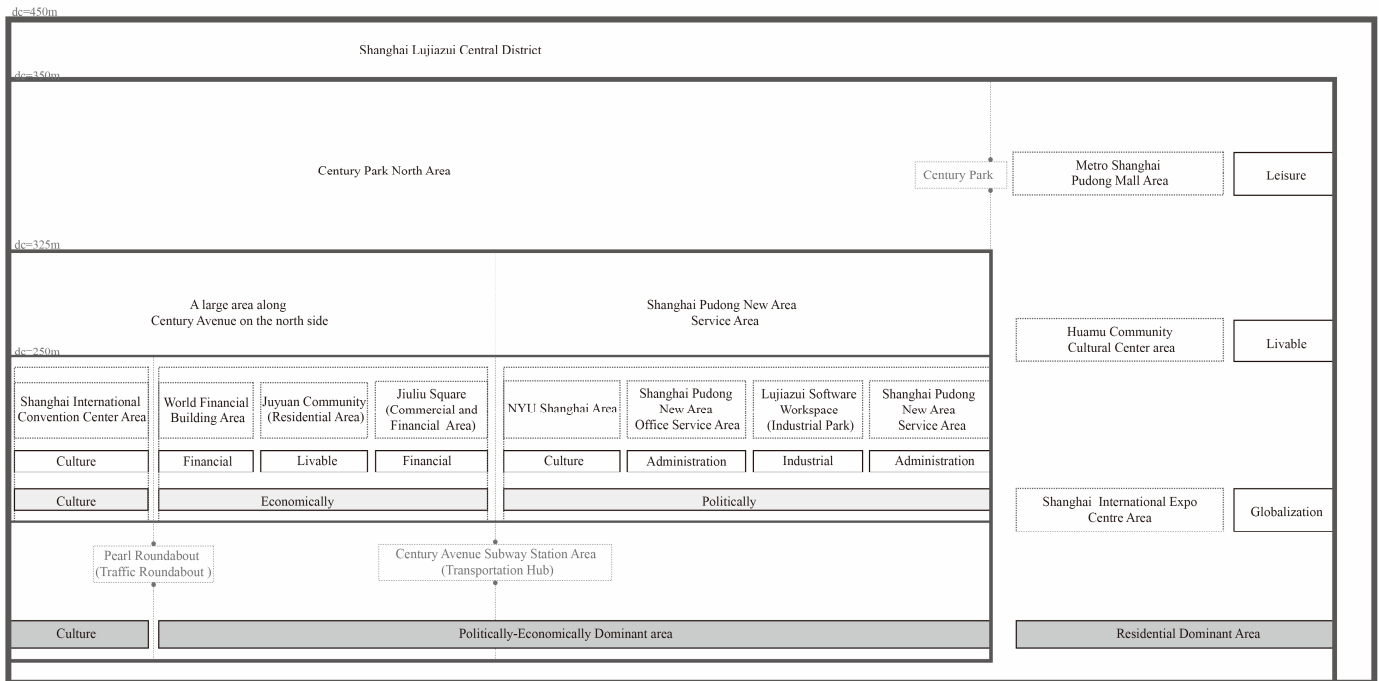 dc=450m
Shanghai Lujiazui Central District
dc=350m
Century Park North Area
Century Park
Metro Shanghai
Pudong Mall Area
Leisure
dc=325m
A large area along
Century Avenue on the north side
Shanghai Pudong New Area
Service Area
Huamu Community
Cultural Center area
Livable
dc=250m
Shanghai International
Convention Center Area
World Financial
Building Area
Juyuan Community
(Residential Area)
Jiuliu Square
(Commercial and
Financial Area)
NYU Shanghai Area
Shanghai Pudong
New Area
Office Service Area
Lujiazui Software
Workspace
(Industrial Park)
Shanghai Pudong
New Area
Service Area
Culture
Financial
Livable
Financial
Culture
Administration
Industrial
Administration
Culture
Economically
Politically
Shanghai International Expo
Centre Area
Globalization
Pearl Roundabout
(Traffic Roundabout )
Century Avenue Subway Station Area
(Transportation Hub)
Culture
Politically-Economically Dominant area
Residential Dominant Area